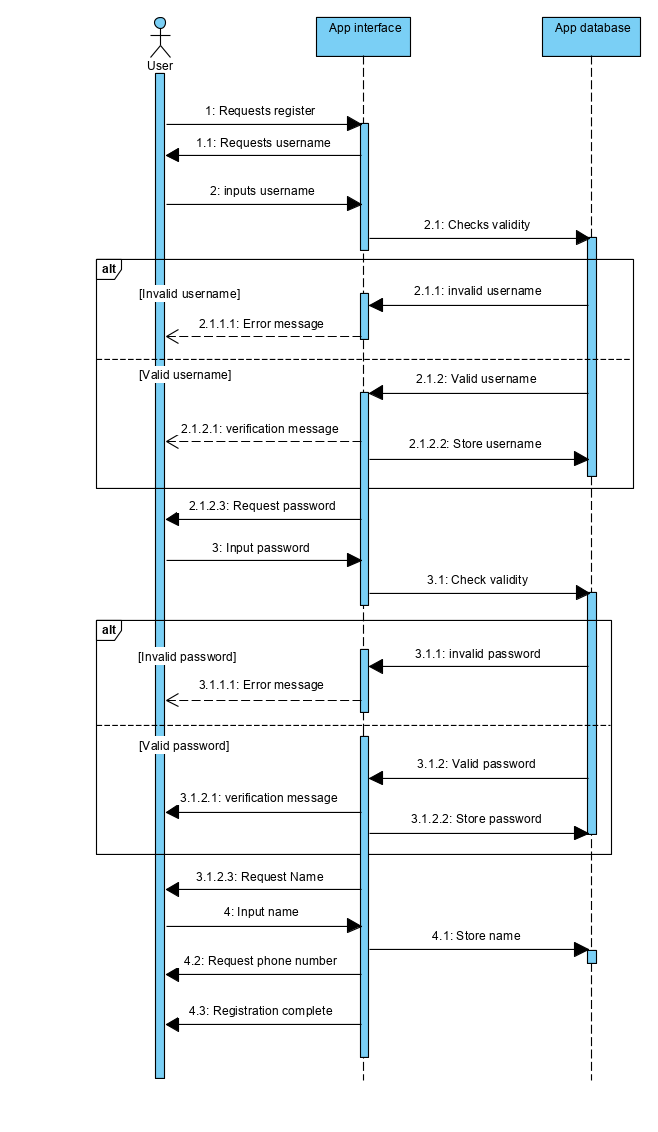 App interface
App database
User
1: Requests register
1.1: Requests username
2: inputs username
2.1: Checks validity
alt
[Invalid username]
2.1.1: invalid username
2.1.1.1: Error message
[Valid username]
2.1.2: Valid username
2.1.2.1: verification message
2.1.2.2: Store username
2.1.2.3: Request password
3: Input password
3.1: Check validity
alt
[Invalid password]
3.1.1: invalid password
3.1.1.1: Error message
[Valid password]
3.1.2: Valid password
3.1.2.1: verification message
3.1.2.2: Store password
3.1.2.3: Request Name
4: Input name
4.1: Store name
4.2: Request phone number
4.3: Registration complete